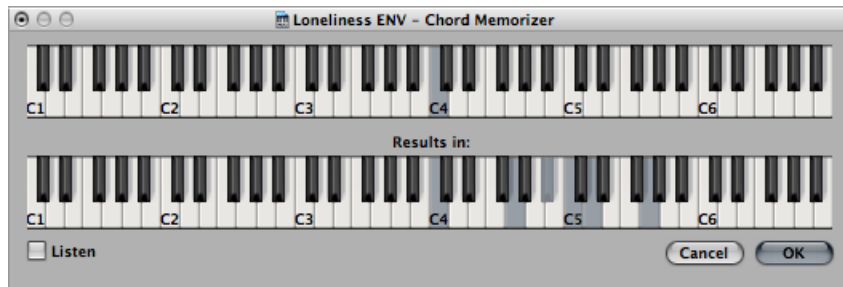 Loneliness ENV - Chord Memorizer
C1 C2 C3 C4 C5 C6
Results in:
C1 C2 C3 C4 C5 C6
Listen Cancel OK